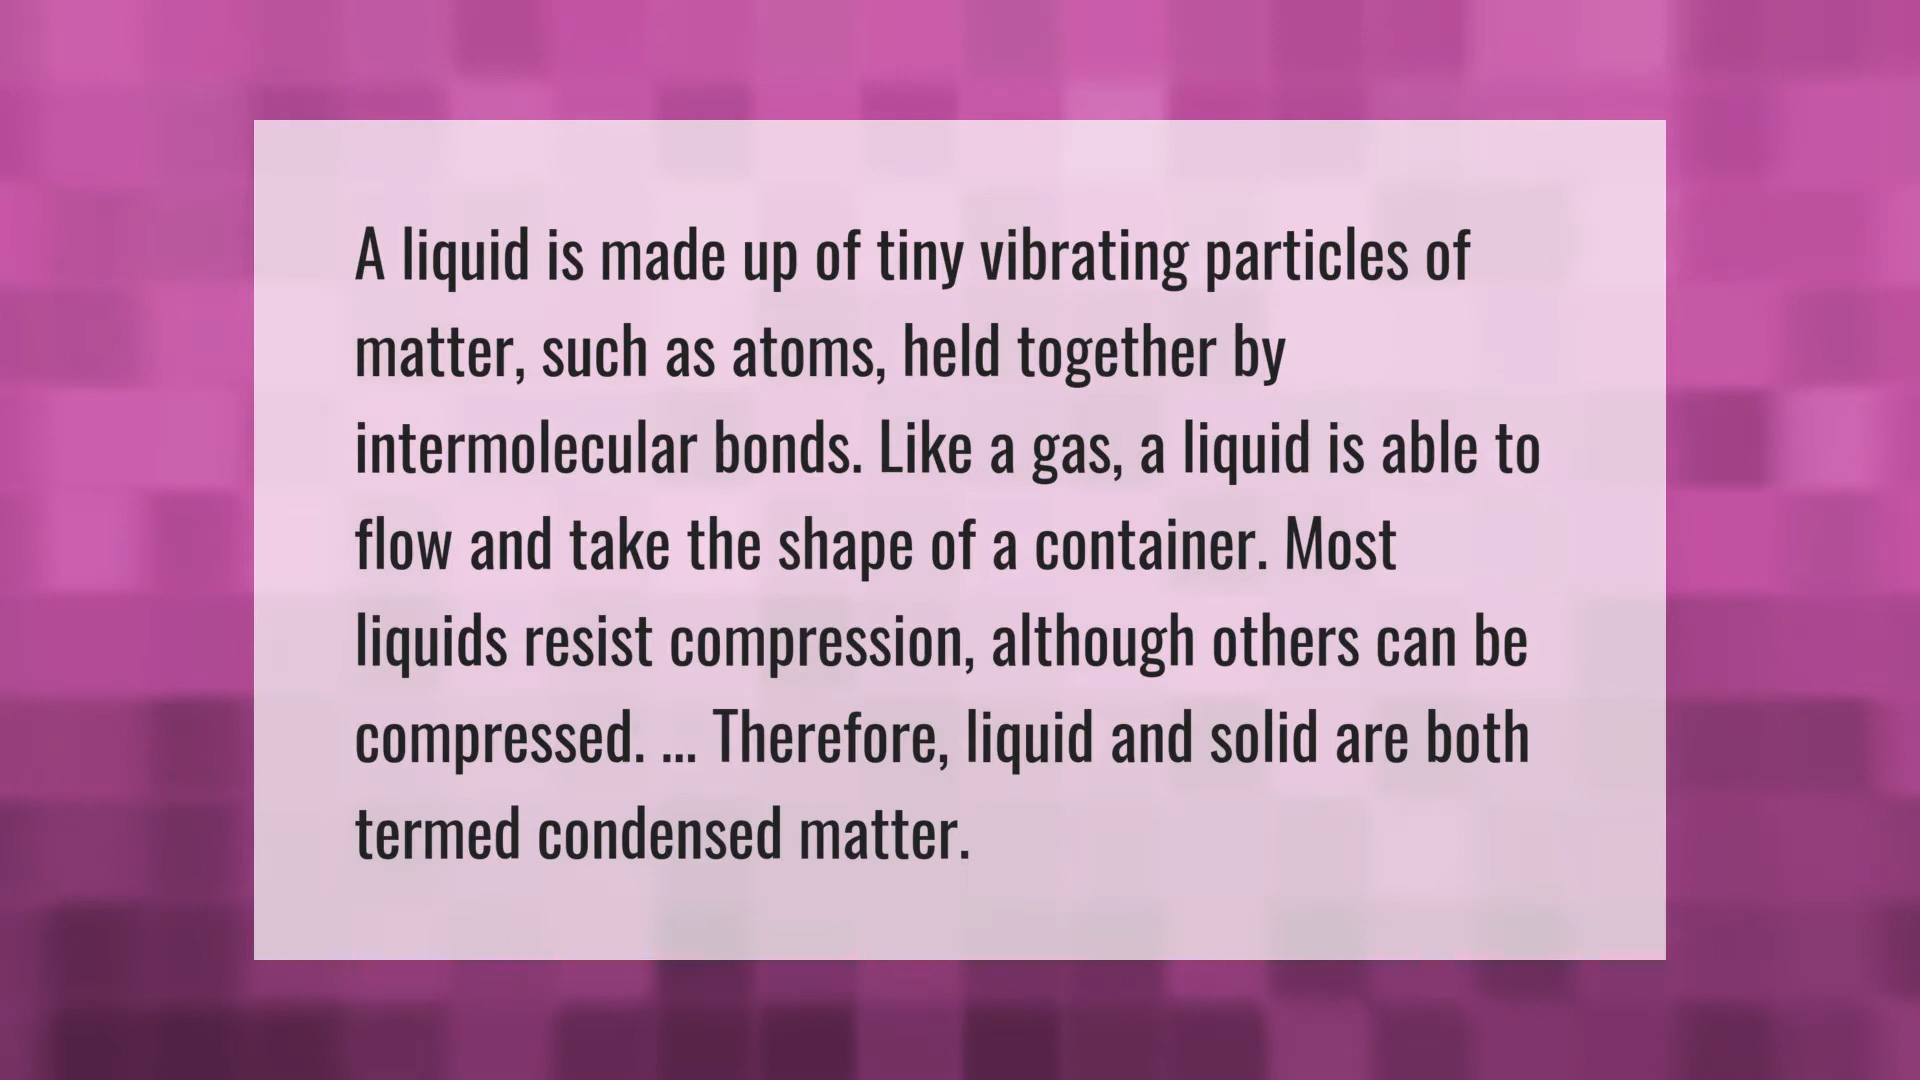 A liquid is made up of tiny vibrating particles of
matter, such as atoms, held together by
intermolecular bonds. Like a gas, a liquid is able to
flow and take the shape of a container. Most
liquids resist compression, although others can be
compressed. ... Therefore, liquid and solid are both
termed condensed matter.